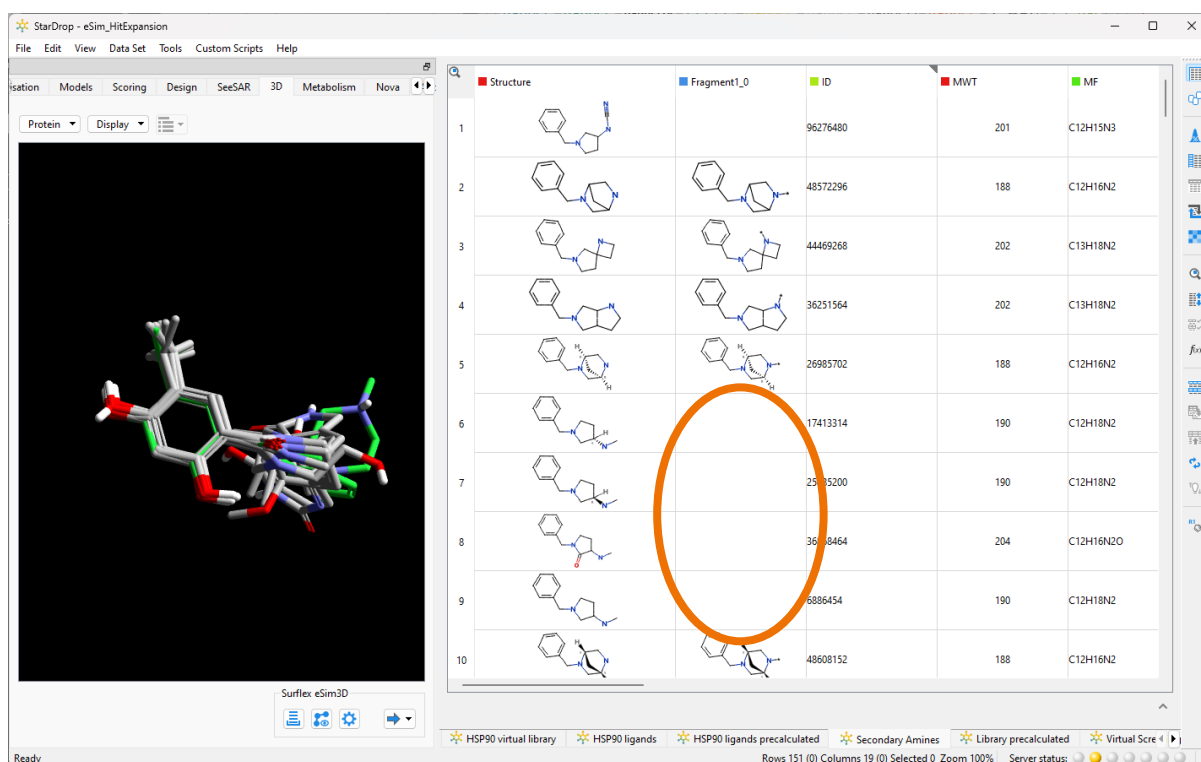 StarDrop - eSim_HitExpansion
File Edit View Data Set Tools Custom Scripts Help
isation Models Scoring Design SeeSAR 3D Metabolism Nova
Protein Display
Structure Fragment1_0 ID MWT MF
1 96276480 201 C12H15N3
2 48572296 188 C12H16N2
3 44469268 202 C13H18N2
4 36251564 202 C13H18N2
5 26985702 188 C12H16N2
6 17413314 190 C12H18N2
7 190 C12H18N2
8 204 C12H16N2O
9 6886454 190 C12H18N2
10 48608152 188 C12H16N2
Surflex eSim3D
HSP90 virtual library HSP90 ligands HSP90 ligands precalculated Secondary Amines Library precalculated Virtual Scre
Ready Rows 151 (0) Columns 19 (0) Selected 0 Zoom 100% Server status: